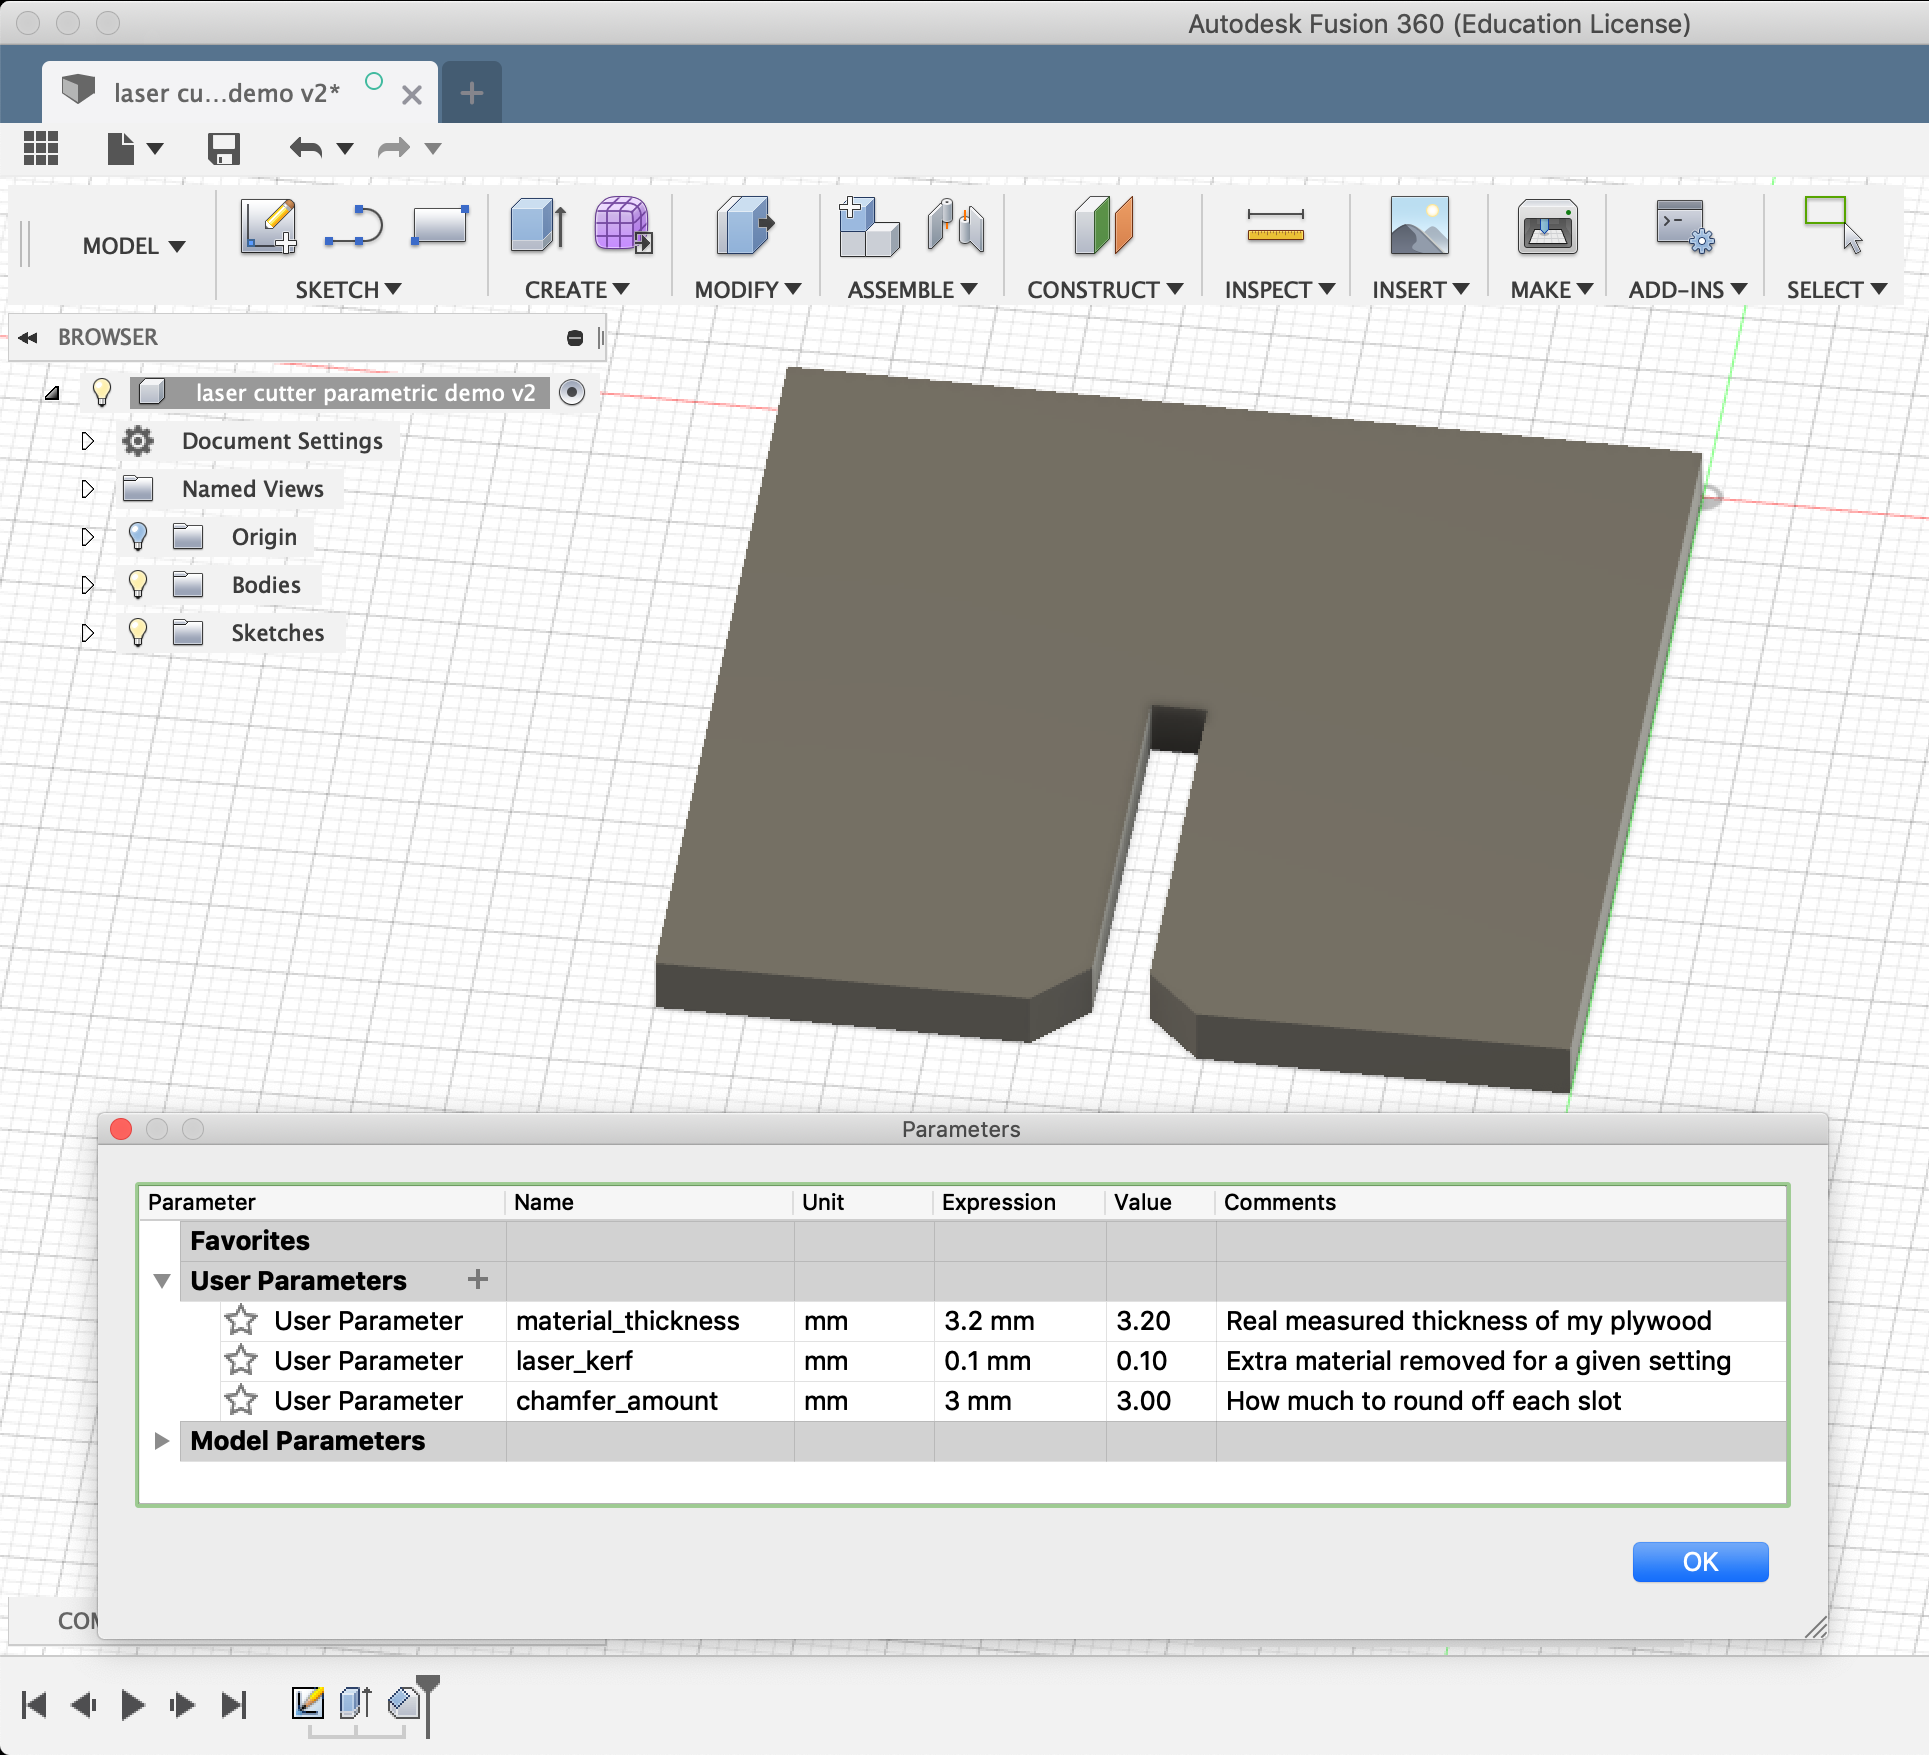 Autodesk Fusion 360 (Education License)
laser cu...demo v2*
MODEL
SKETCH
CREATE
MODIFY
ASSEMBLE
CONSTRUCT
INSPECT
INSERT
MAKE
ADD-INS
SELECT
BROWSER
laser cutter parametric demo v2
Document Settings
Named Views
Origin
Bodies
Sketches
Parameters
Parameter Name Unit Expression Value Comments
Favorites
User Parameters +
User Parameter material_thickness mm 3.2 mm 3.20 Real measured thickness of my plywood
User Parameter laser_kerf mm 0.1 mm 0.10 Extra material removed for a given setting
User Parameter chamfer_amount mm 3 mm 3.00 How much to round off each slot
Model Parameters
OK